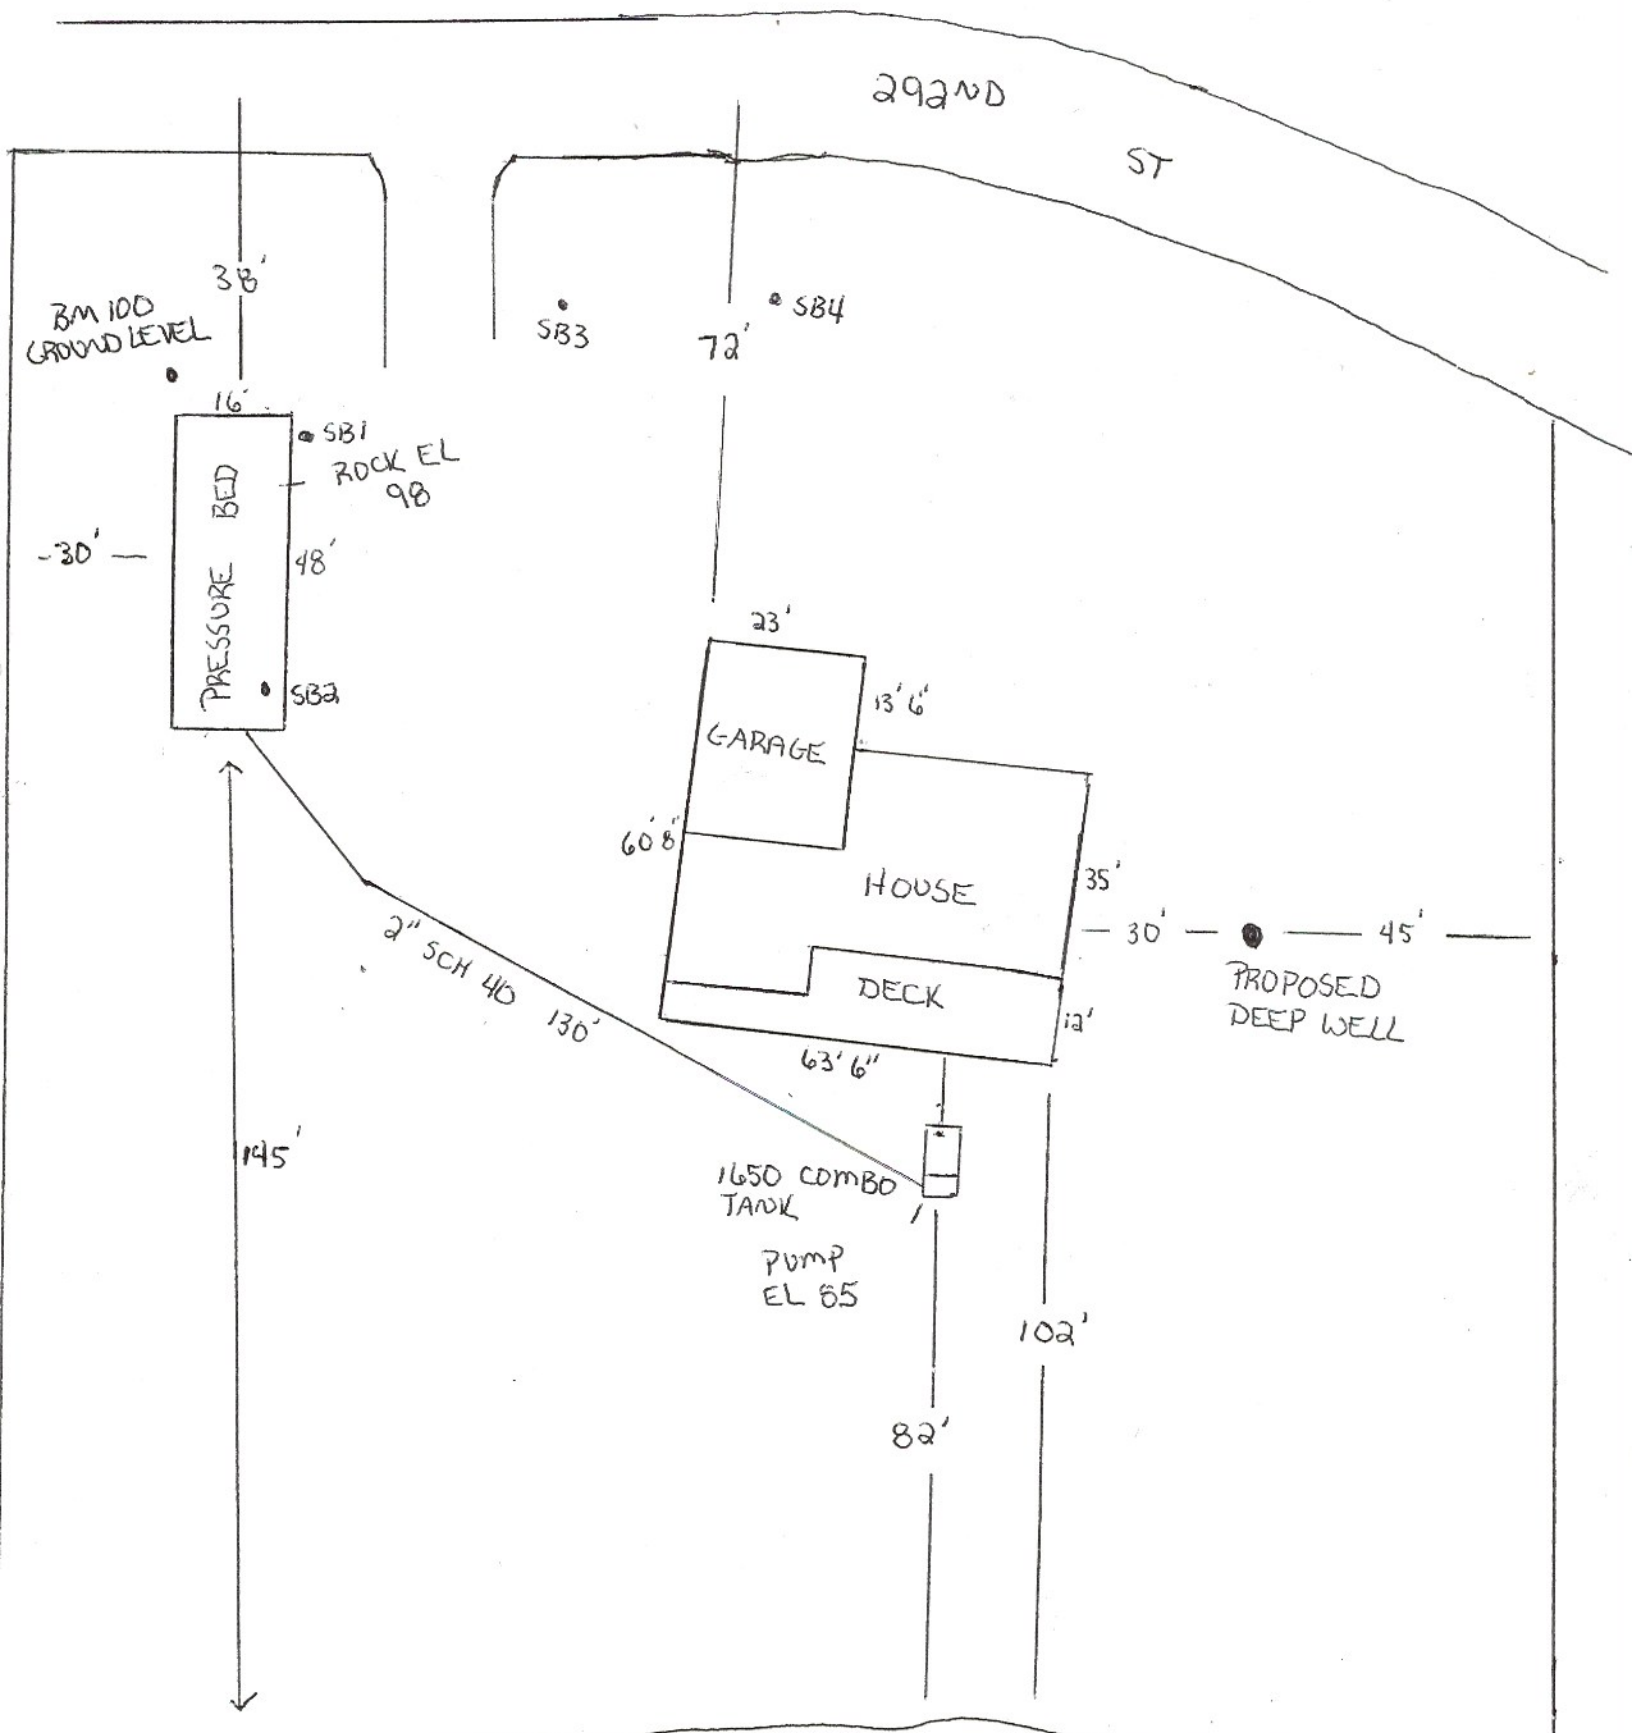 292ND
ST
38'
BM 100
GROUND LEVEL
SB3
SB4
72'
16'
SB1
ROCK EL
98
PRESSURE BED
30'
48'
SB2
23'
13' 6"
GARAGE
60' 8"
HOUSE
35'
30'
45'
PROPOSED
DEEP WELL
DECK
12'
63' 6"
2" SCH 40 130'
145'
1650 COMBO
TANK
PUMP
EL 85
102'
82'